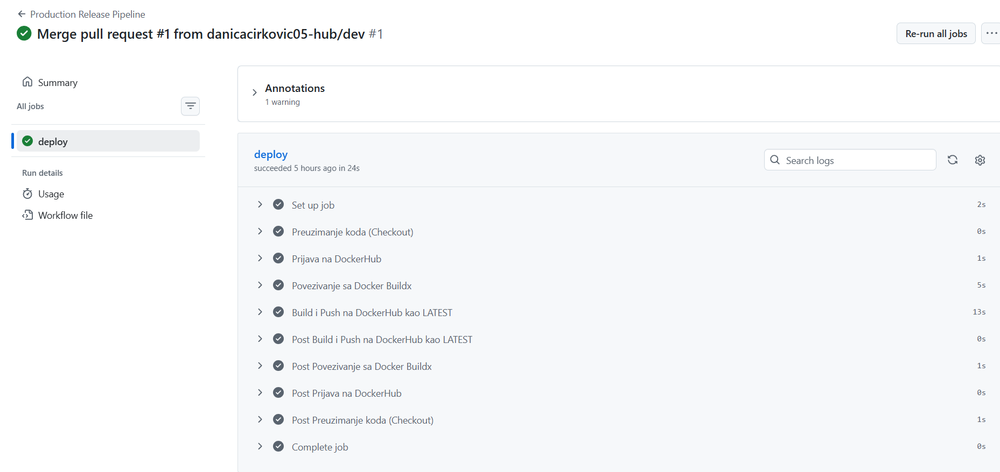 Production Release Pipeline
Merge pull request #1 from danicacirkovic05-hub/dev #1
Re-run all jobs
Summary
All jobs
deploy
Run details
Usage
Workflow file
Annotations
1 warning
deploy
succeeded 5 hours ago in 24s
Search logs
Set up job 2s
Preuzimanje koda (Checkout) 0s
Prijava na DockerHub 1s
Povezivanje sa Docker Buildx 5s
Build i Push na DockerHub kao LATEST 13s
Post Build i Push na DockerHub kao LATEST 0s
Post Povezivanje sa Docker Buildx 1s
Post Prijava na DockerHub 0s
Post Preuzimanje koda (Checkout) 1s
Complete job 0s